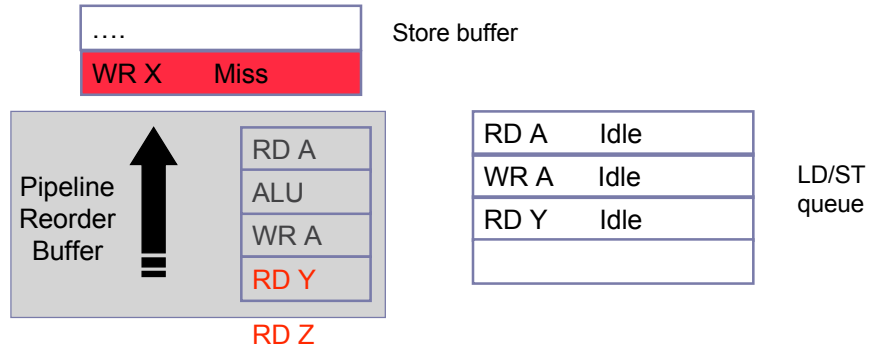 ....
Store buffer
WR X Miss
Pipeline
Reorder
Buffer
RD A
ALU
WR A
RD Y
RD Z
RD A Idle
WR A Idle
RD Y Idle
LD/ST
queue